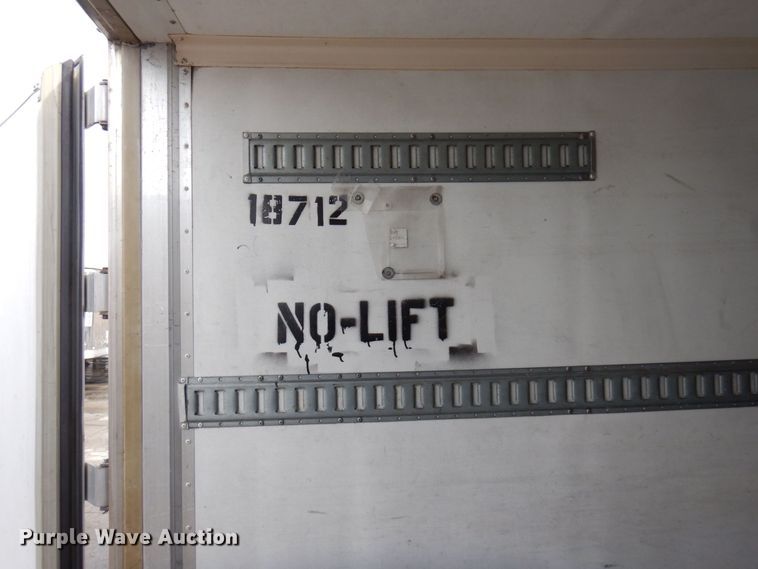 18712
NO-LIFT
Purple Wave Auction